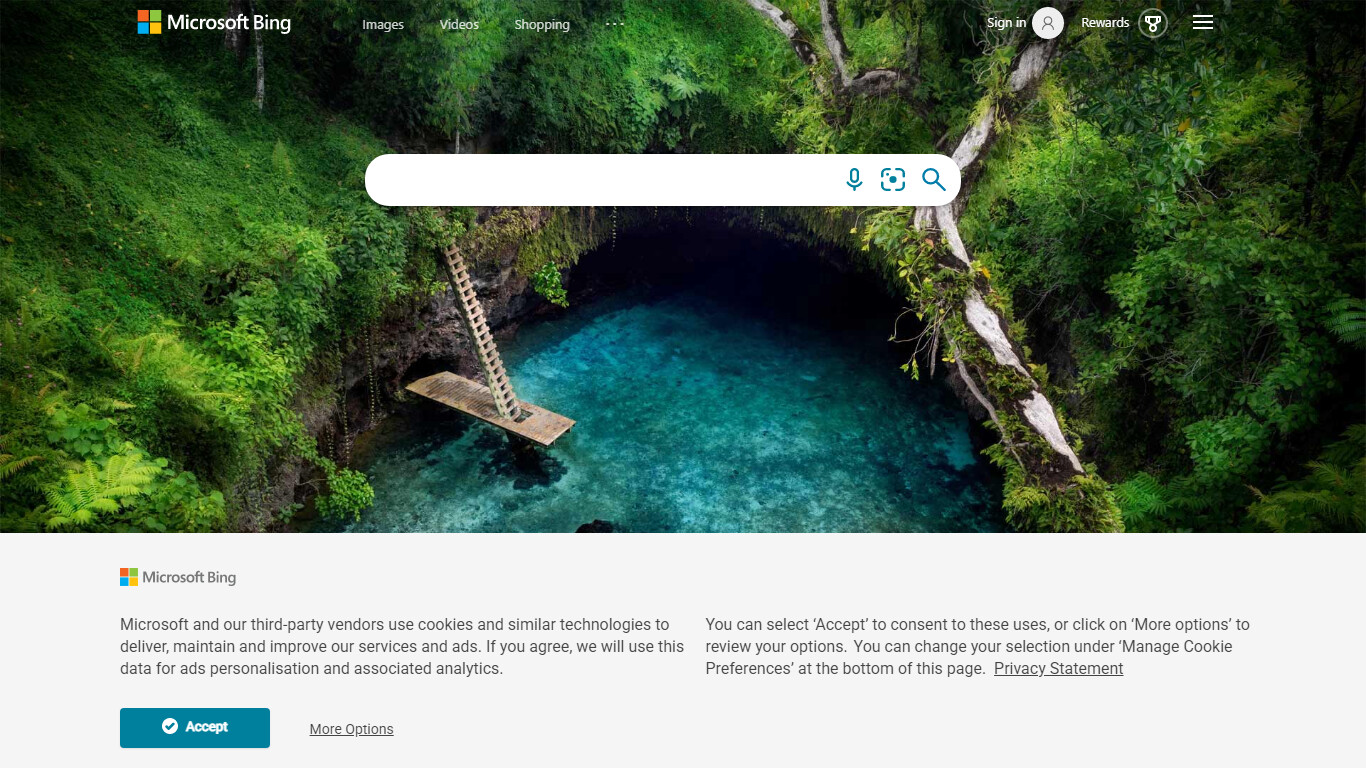 Microsoft Bing
Images
Videos
Shopping
Sign in
Rewards
Microsoft Bing
Microsoft and our third-party vendors use cookies and similar technologies to
deliver, maintain and improve our services and ads. If you agree, we will use this
data for ads personalisation and associated analytics.
You can select ‘Accept’ to consent to these uses, or click on ‘More options’ to
review your options. You can change your selection under ‘Manage Cookie
Preferences’ at the bottom of this page. Privacy Statement
Accept
More Options